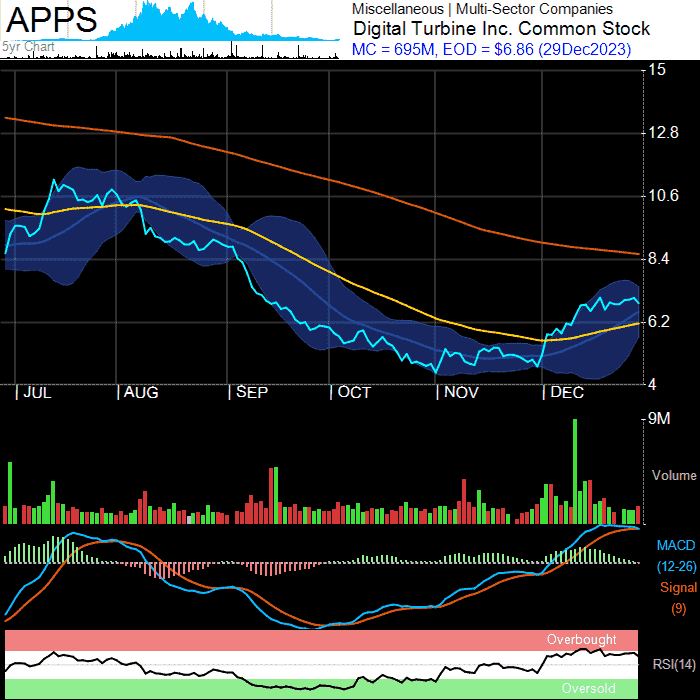 APPS
5yr Chart
Miscellaneous | Multi-Sector Companies
Digital Turbine Inc. Common Stock
MC = 695M, EOD = $6.86 (29Dec2023)
15
12.8
10.6
8.4
6.2
4
JUL AUG SEP OCT NOV DEC
9M
Volume
MACD
(12-26)
Signal
(9)
Overbought
RSI(14)
Oversold